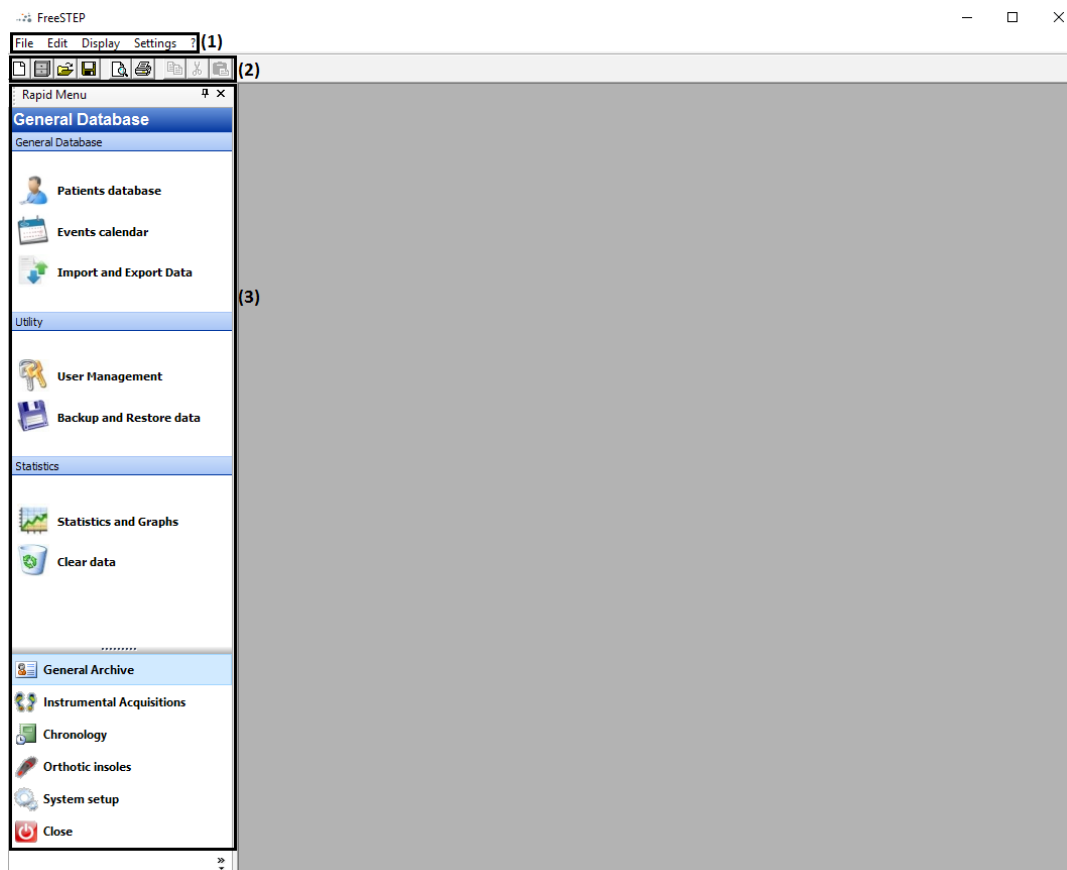 FreeSTEP
File Edit Display Settings ? (1)
(2)
Rapid Menu
General Database
General Database
Patients database
Events calendar
Import and Export Data
(3)
Utility
User Management
Backup and Restore data
Statistics
Statistics and Graphs
Clear data
General Archive
Instrumental Acquisitions
Chronology
Orthotic insoles
System setup
Close